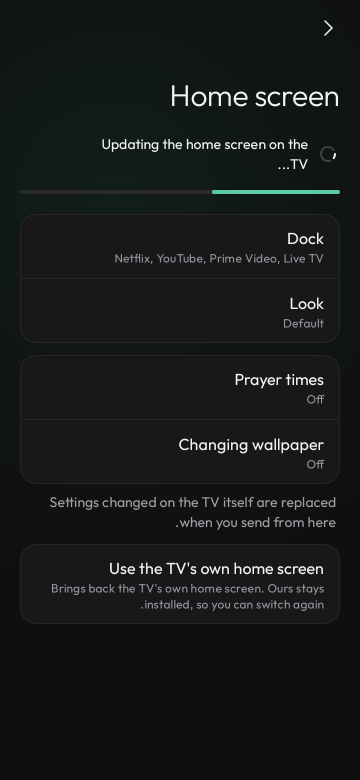 Home screen
Updating the home screen on the
TV...
Dock
Netflix, YouTube, Prime Video, Live TV
Look
Default
Prayer times
Off
Changing wallpaper
Off
Settings changed on the TV itself are replaced
when you send from here.
Use the TV's own home screen
Brings back the TV's own home screen. Ours stays
installed, so you can switch again.